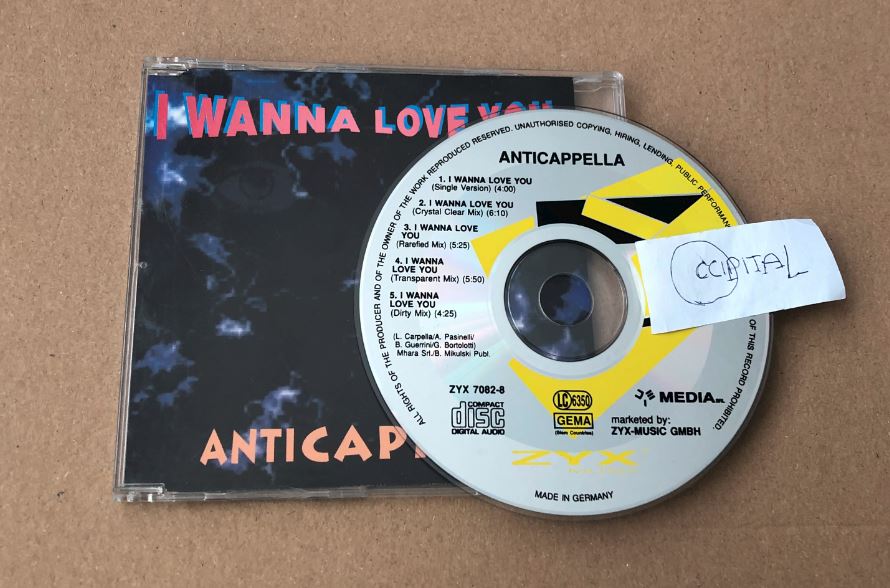 I WANNA LOVE YOU
ANTICAP
ALL RIGHTS OF THE PRODUCER AND OF THE OWNER OF THE WORK REPRODUCED RESERVED. UNAUTHORISED COPYING, HIRING, LENDING, PUBLIC PERFORMAN
OF THIS RECORD PROHIBITED.
ANTICAPPELLA
1. I WANNA LOVE YOU
(Single Version) (4:00)
2. I WANNA LOVE YOU
(Crystal Clear Mix) (6:10)
3. I WANNA LOVE
YOU
(Rarefied Mix) (5:25)
4. I WANNA
LOVE YOU
(Transparent Mix) (5:50)
5. I WANNA
LOVE YOU
(Dirty Mix) (4:25)
(L. Carpella/A. Pasinelli/
B. Guerrini/G. Bortolotti)
Mhara Srl./B. Mikulski Publ.
OCCIPITAL
ZYX 7082-8
COMPACT
disc
DIGITAL AUDIO
LC 6350
GEMA
(Biem Countries)
MEDIA
marketed by:
ZYX-MUSIC GMBH
ZYX
MADE IN GERMANY